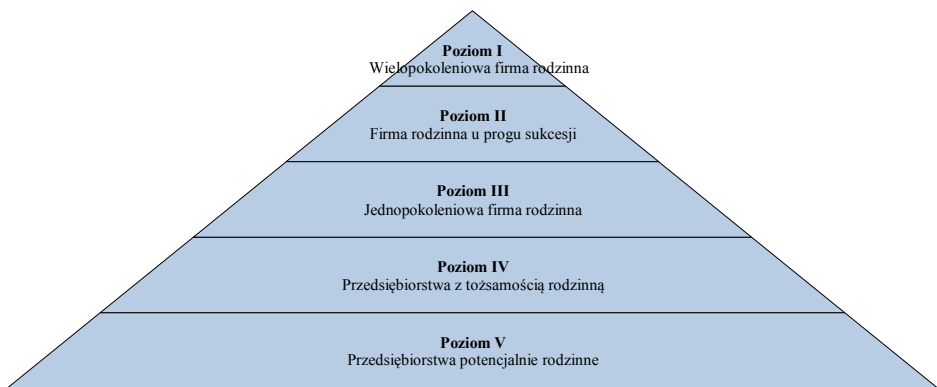 Poziom I
Wielopokoleniowa firma rodzinna
Poziom II
Firma rodzinna u progu sukcesji
Poziom III
Jednopokoleniowa firma rodzinna
Poziom IV
Przedsiębiorstwa z tożsamością rodzinną
Poziom V
Przedsiębiorstwa potencjalnie rodzinne